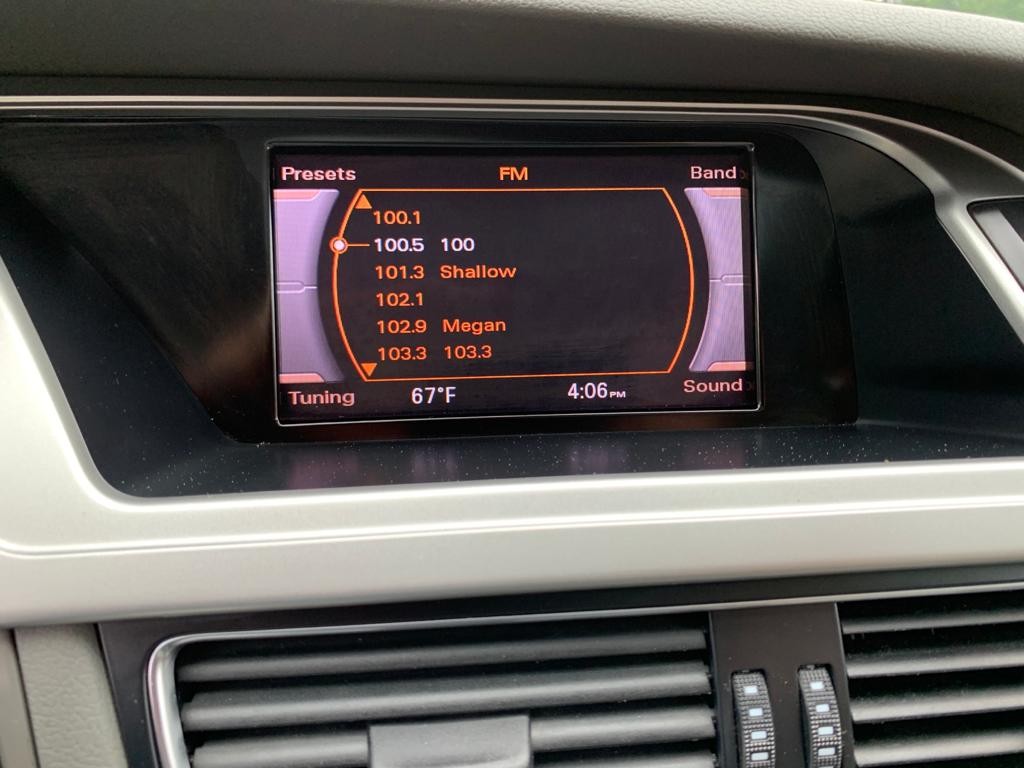 Presets FM Band
100.1
100.5 100
101.3 Shallow
102.1
102.9 Megan
103.3 103.3
Tuning 67°F 4:06PM Sound